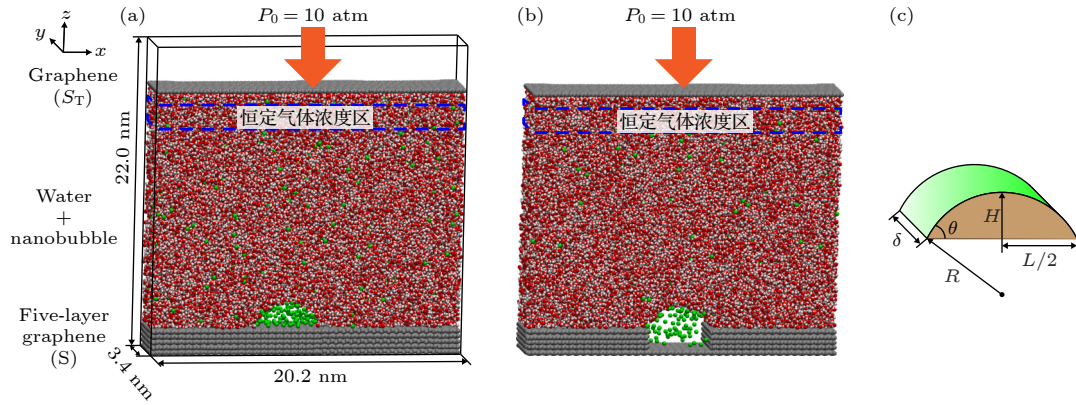 (a)
P₀ = 10 atm
z
y
x
Graphene
(S_T)
恒定气体浓度区
22.0 nm
Water
+
nanobubble
Five-layer
graphene
(S)
3.4 nm
20.2 nm
(b)
P₀ = 10 atm
恒定气体浓度区
(c)
H
θ
δ
L/2
R